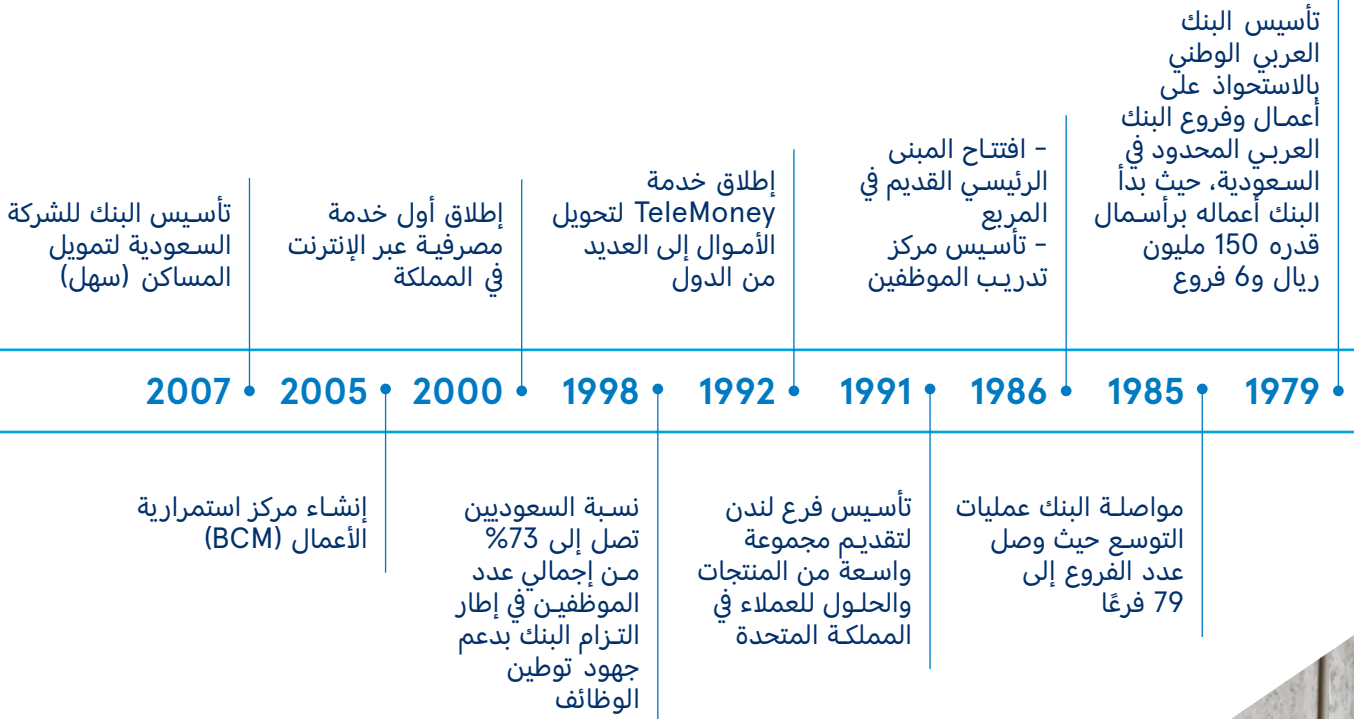 تأسيس البنك
العربي الوطني
بالاستحواذ على
أعمال وفروع البنك
العربي المحدود في
السعودية، حيث بدأ
البنك أعماله برأسمال
قدره 150 مليون
ريال و6 فروع
- افتتاح المبنى
الرئيسي القديم في
المربع
- تأسيس مركز
تدريب الموظفين
إطلاق خدمة
TeleMoney لتحويل
الأموال إلى العديد
من الدول
إطلاق أول خدمة
مصرفية عبر الإنترنت
في المملكة
تأسيس البنك للشركة
السعودية لتمويل
المساكن (سهل)
1979
1985
1986
1991
1992
1998
2000
2005
2007
مواصلة البنك عمليات
التوسع حيث وصل
عدد الفروع إلى
79 فرعًا
تأسيس فرع لندن
لتقديم مجموعة
واسعة من المنتجات
والحلول للعملاء في
المملكة المتحدة
نسبة السعوديين
تصل إلى 73%
من إجمالي عدد
الموظفين في إطار
التزام البنك بدعم
جهود توطين
الوظائف
إنشاء مركز استمرارية
الأعمال (BCM)